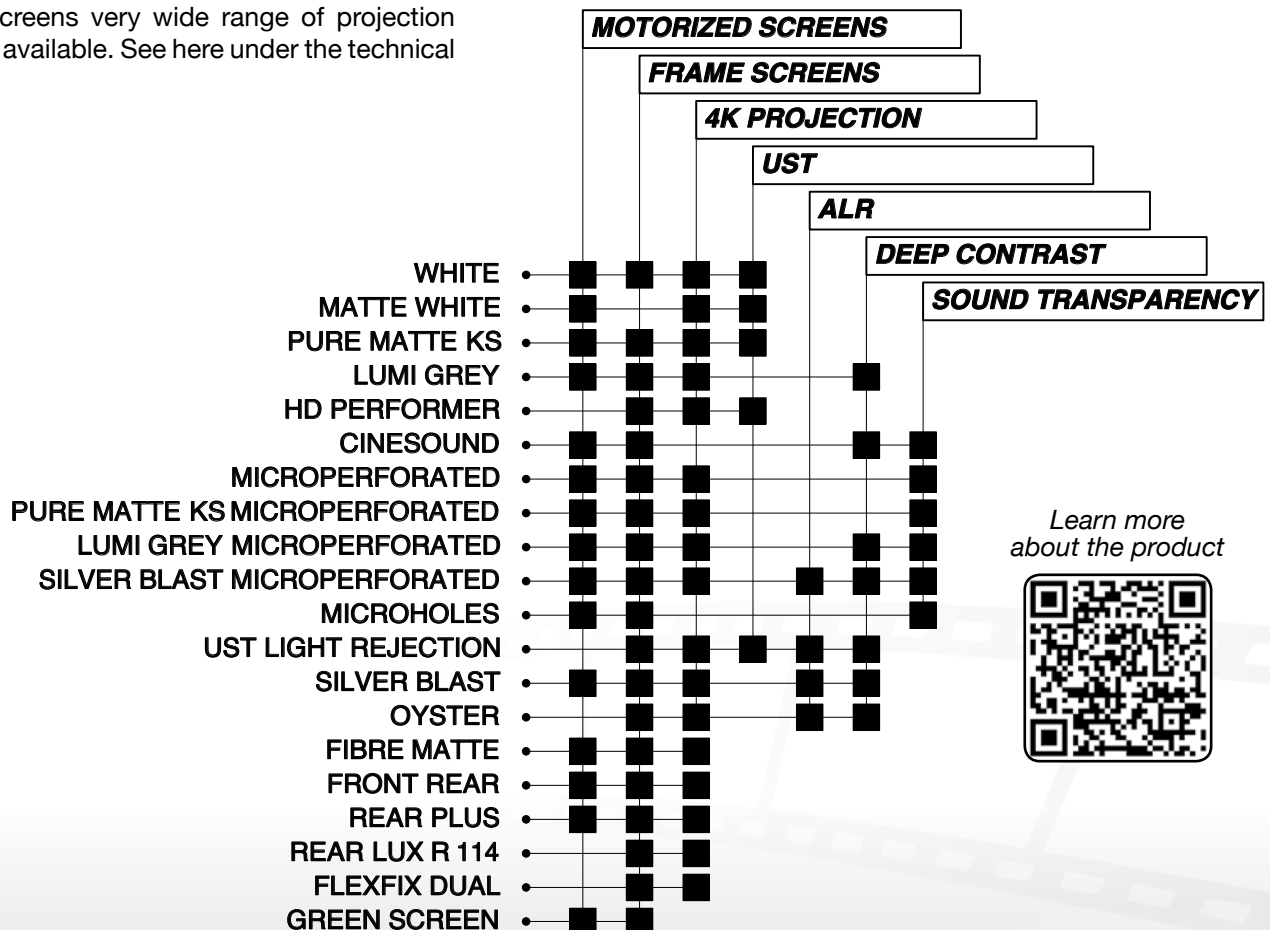 creens very wide range of projection
available. See here under the technical
MOTORIZED SCREENS
FRAME SCREENS
4K PROJECTION
UST
ALR
DEEP CONTRAST
SOUND TRANSPARENCY
WHITE
MATTE WHITE
PURE MATTE KS
LUMI GREY
HD PERFORMER
CINESOUND
MICROPERFORATED
PURE MATTE KS MICROPERFORATED
LUMI GREY MICROPERFORATED
SILVER BLAST MICROPERFORATED
MICROHOLES
UST LIGHT REJECTION
SILVER BLAST
OYSTER
FIBRE MATTE
FRONT REAR
REAR PLUS
REAR LUX R 114
FLEXFIX DUAL
GREEN SCREEN
Learn more
about the product